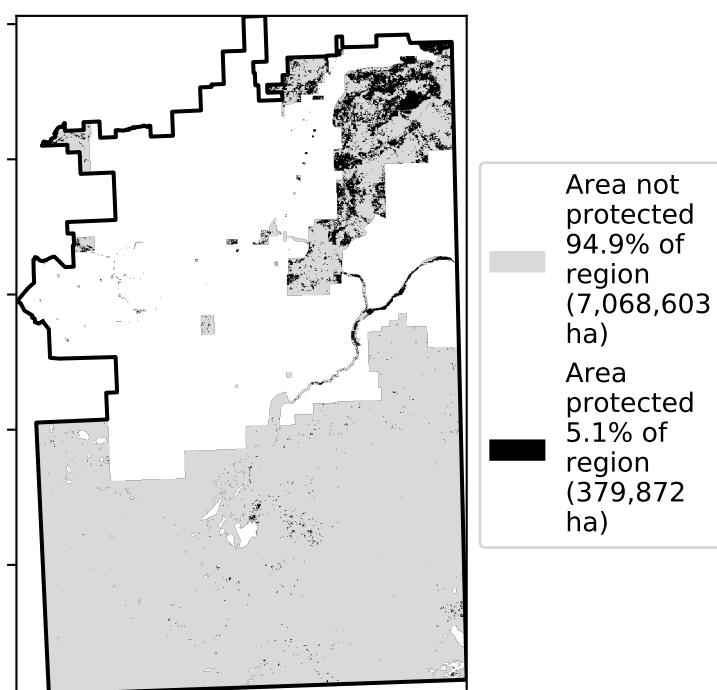 Area not
protected
94.9% of
region
(7,068,603
ha)
Area
protected
5.1% of
region
(379,872
ha)